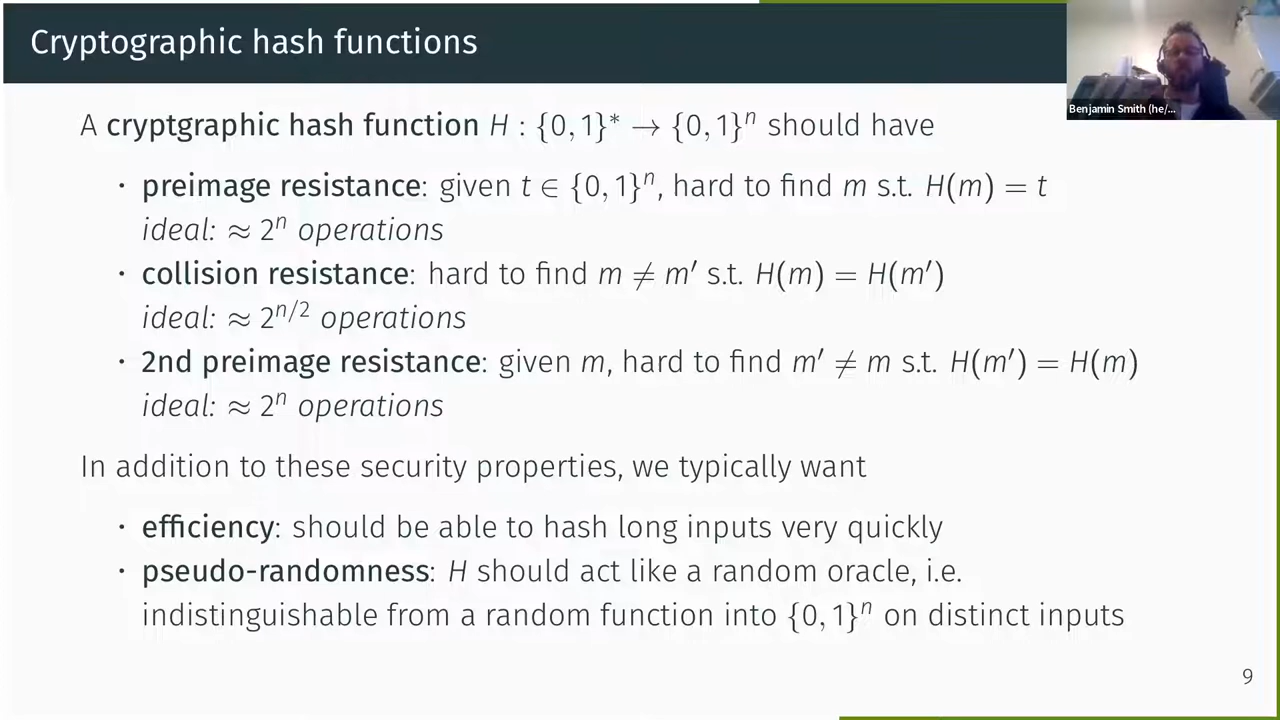 Cryptographic hash functions
Benjamin Smith (he/...
A cryptgraphic hash function H : {0, 1}* → {0, 1}ⁿ should have
· preimage resistance: given t ∈ {0, 1}ⁿ, hard to find m s.t. H(m) = t
ideal: ≈ 2ⁿ operations
· collision resistance: hard to find m ≠ m′ s.t. H(m) = H(m′)
ideal: ≈ 2^{n/2} operations
· 2nd preimage resistance: given m, hard to find m′ ≠ m s.t. H(m′) = H(m)
ideal: ≈ 2ⁿ operations
In addition to these security properties, we typically want
· efficiency: should be able to hash long inputs very quickly
· pseudo-randomness: H should act like a random oracle, i.e.
indistinguishable from a random function into {0, 1}ⁿ on distinct inputs
9